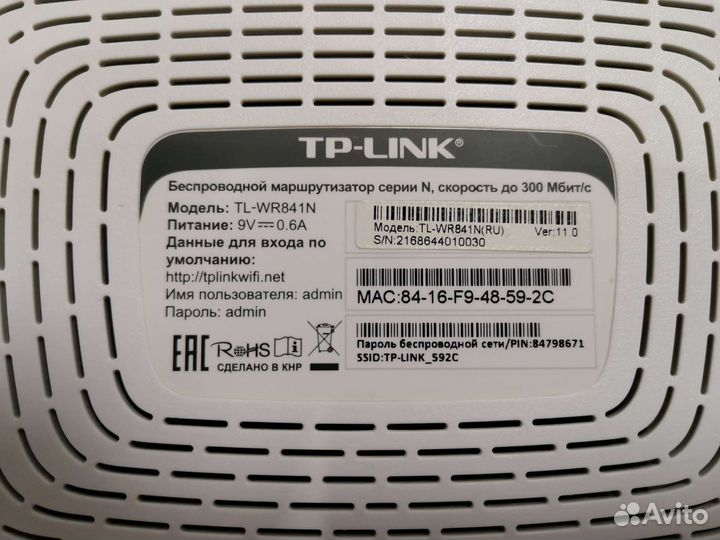 TP-LINK®
Беспроводной маршрутизатор серии N, скорость до 300 Мбит/с
Модель: TL-WR841N
Питание: 9V⎓0.6A
Данные для входа по
умолчанию:
http://tplinkwifi.net
Имя пользователя: admin
Пароль: admin
EAC RoHS
СДЕЛАНО В КНР
Модель:TL-WR841N(RU) Ver:11.0
S/N:2168644010030
MAC:84-16-F9-48-59-2C
Пароль беспроводной сети/PIN:84798671
SSID:TP-LINK_592C
Avito